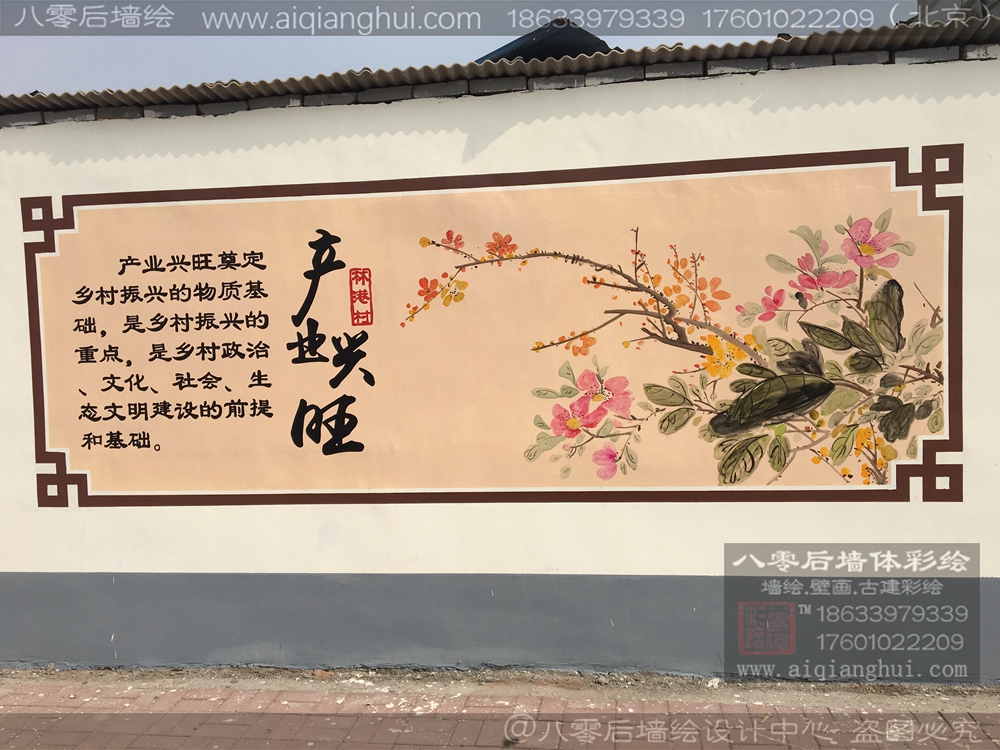 八零后墙绘 www.aiqianghui.com 18633979339 17601022209（北京）
产业兴旺奠定
乡村振兴的物质基
础，是乡村振兴的
重点，是乡村政治
、文化、社会、生
态文明建设的前提
和基础。
产业兴旺
林港村
八零后墙体彩绘
墙绘.壁画.古建彩绘
TM 18633979339
17601022209
www.aiqianghui.com
@八零后墙绘设计中心 盗图必究